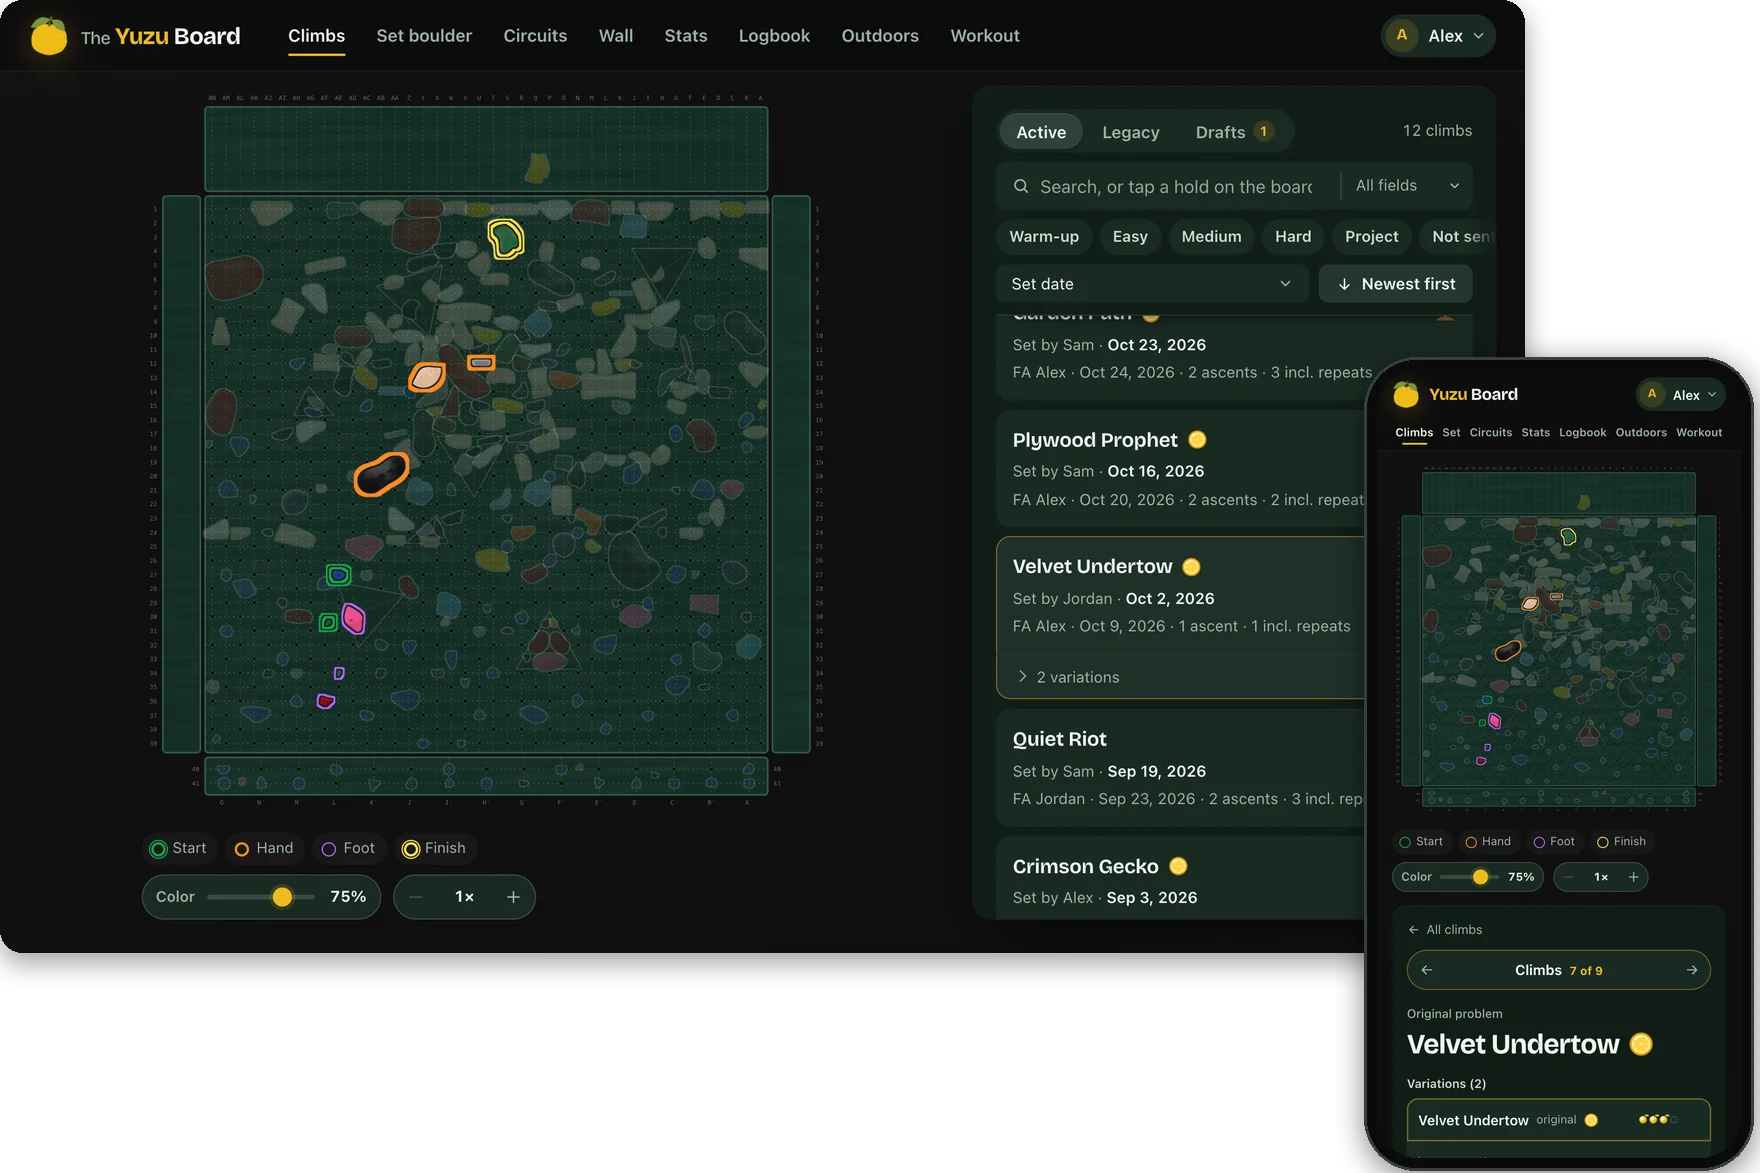 The Yuzu Board
Climbs Set boulder Circuits Wall Stats Logbook Outdoors Workout
A Alex
Active Legacy Drafts 1
12 climbs
Search, or tap a hold on the board
All fields
Warm-up Easy Medium Hard Project Not sent
Set date
↓ Newest first
Garden Path
Set by Sam · Oct 23, 2026
FA Alex · Oct 24, 2026 · 2 ascents · 3 incl. repeats
Plywood Prophet
Set by Sam · Oct 16, 2026
FA Alex · Oct 20, 2026 · 2 ascents · 2 incl. repeat
Velvet Undertow
Set by Jordan · Oct 2, 2026
FA Alex · Oct 9, 2026 · 1 ascent · 1 incl. repeats
2 variations
Quiet Riot
Set by Sam · Sep 19, 2026
FA Jordan · Sep 23, 2026 · 2 ascents · 3 incl. rep
Crimson Gecko
Set by Alex · Sep 3, 2026
Start Hand Foot Finish
Color 75%
− 1× +
Yuzu Board
A Alex
Climbs Set Circuits Stats Logbook Outdoors Workout
Start Hand Foot Finish
Color 75%
− 1× +
← All climbs
← Climbs 7 of 9 →
Original problem
Velvet Undertow
Variations (2)
Velvet Undertow original